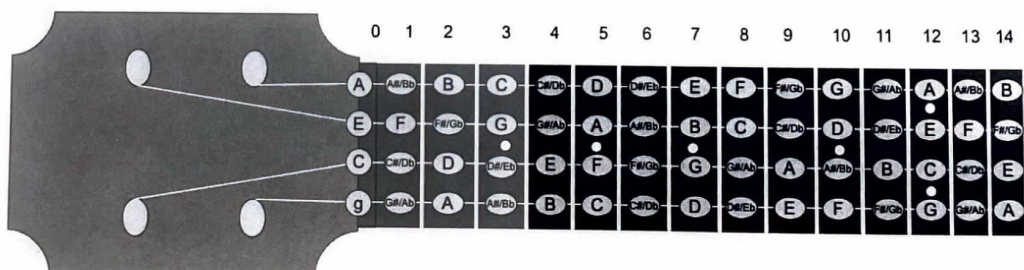 0 1 2 3 4 5 6 7 8 9 10 11 12 13 14
A A#/Bb B C C#/Db D D#/Eb E F F#/Gb G G#/Ab A A#/Bb B
E F F#/Gb G G#/Ab A A#/Bb B C C#/Db D D#/Eb E F F#/Gb
C C#/Db D D#/Eb E F F#/Gb G G#/Ab A A#/Bb B C C#/Db E
g G#/Ab A A#/Bb B C C#/Db D D#/Eb E F F#/Gb G G#/Ab A